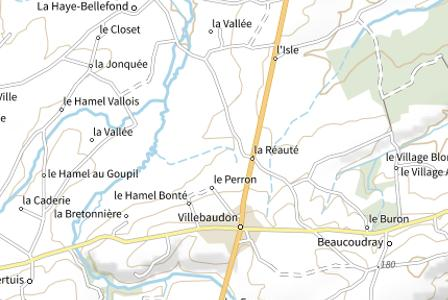 La Haye-Bellefond
la Vallée
le Closet
l'Isle
la Jonquée
ville
le Hamel Vallois
la Vallée
la Réauté
le Village
le Village
le Hamel au Goupil
le Perron
le Hamel Bonté
la Caderie
la Bretonnière
Villebaudon
le Buron
Beaucoudray
180
ertuis